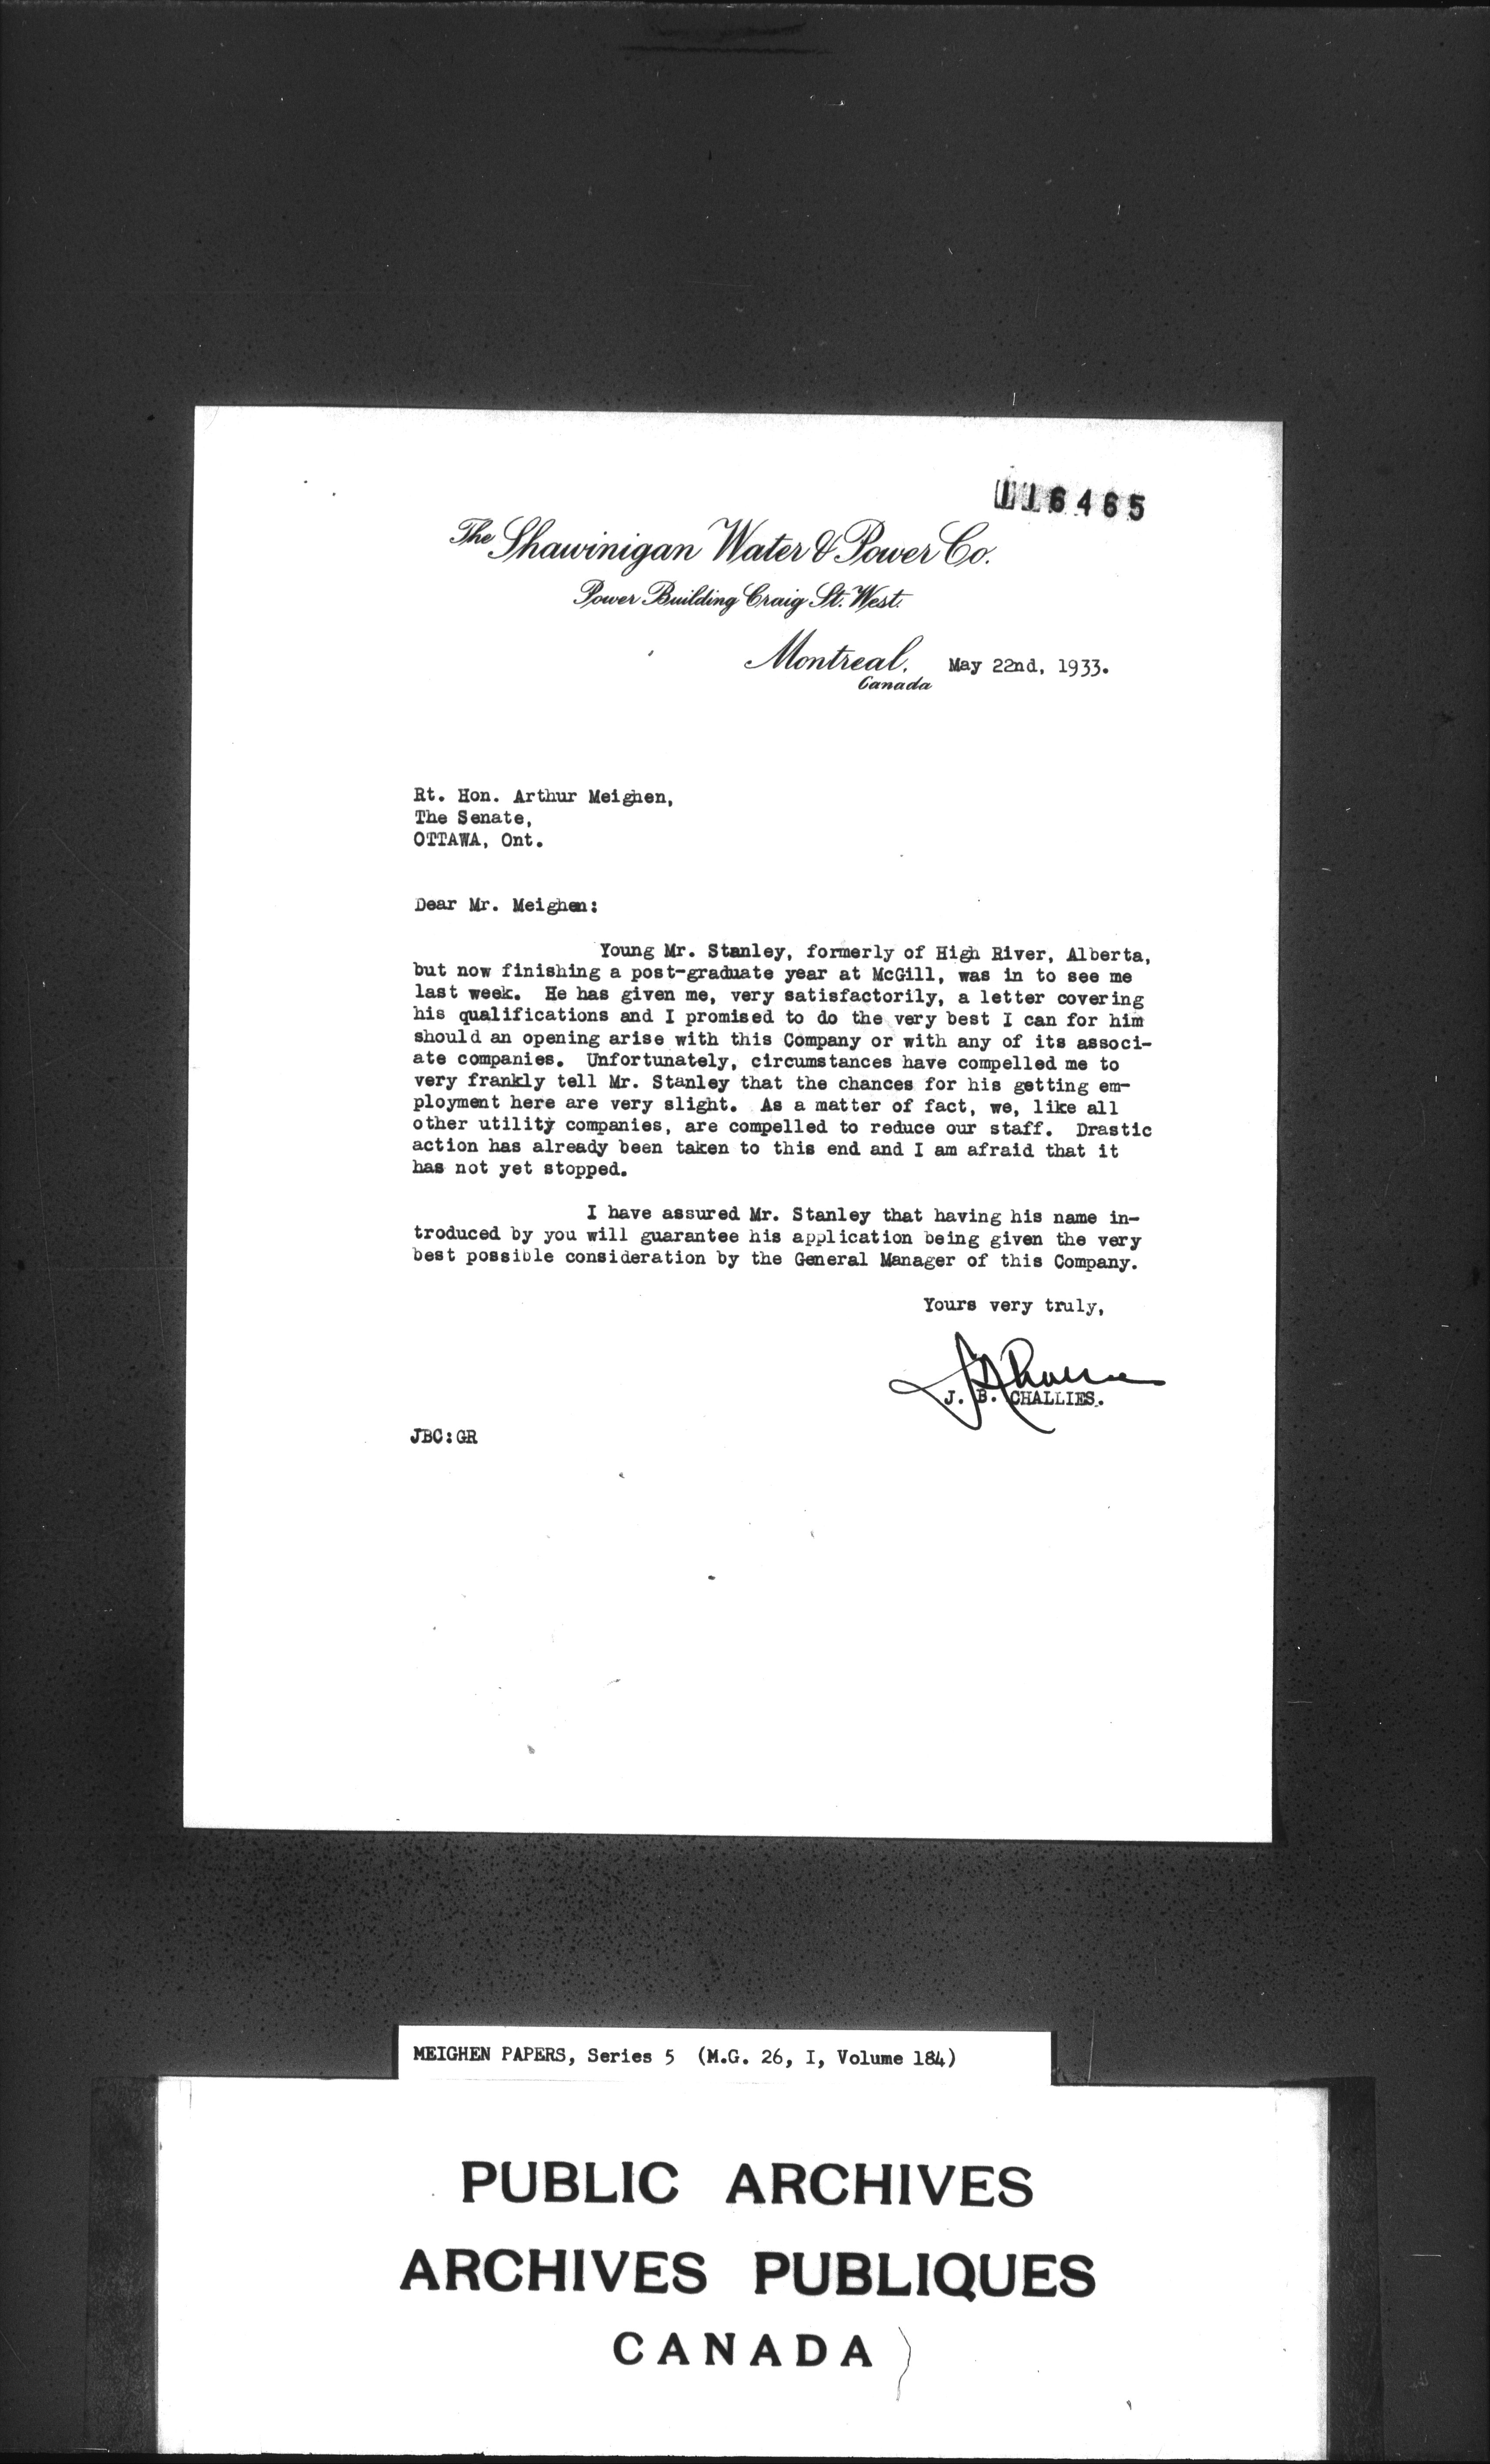 116465
The Shawinigan Water & Power Co.
Power Building Craig St. West.
Montreal, May 22nd, 1933.
Canada
Rt. Hon. Arthur Meighen,
The Senate,
OTTAWA, Ont.
Dear Mr. Meighen:
Young Mr. Stanley, formerly of High River, Alberta,
but now finishing a post-graduate year at McGill, was in to see me
last week. He has given me, very satisfactorily, a letter covering
his qualifications and I promised to do the very best I can for him
should an opening arise with this Company or with any of its associ-
ate companies. Unfortunately, circumstances have compelled me to
very frankly tell Mr. Stanley that the chances for his getting em-
ployment here are very slight. As a matter of fact, we, like all
other utility companies, are compelled to reduce our staff. Drastic
action has already been taken to this end and I am afraid that it
has not yet stopped.
I have assured Mr. Stanley that having his name in-
troduced by you will guarantee his application being given the very
best possible consideration by the General Manager of this Company.
Yours very truly,
J. B. CHALLIES.
JBC:GR
MEIGHEN PAPERS, Series 5 (M.G. 26, I, Volume 184)
PUBLIC ARCHIVES
ARCHIVES PUBLIQUES
CANADA